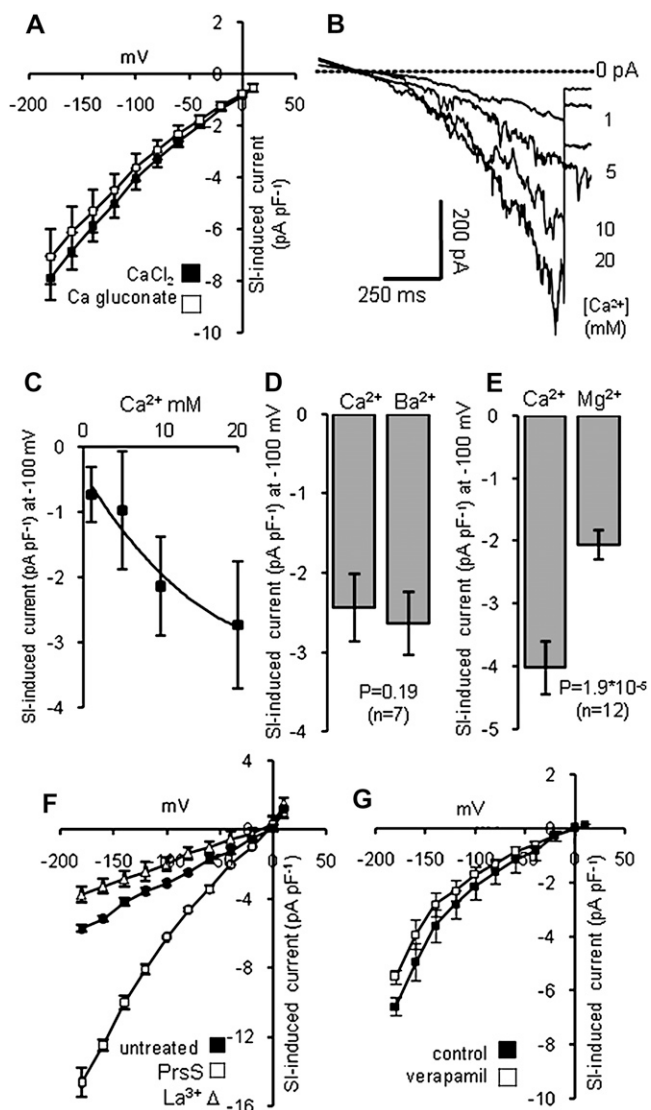 A
mV
2
0
-200 -150 -100 -50 0 50
-2
-4
-6
-8
-10
SI-induced current
(pA pF⁻¹)
CaCl₂ ■
Ca gluconate □
B
0 pA
1
5
10
20
[Ca²⁺]
(mM)
200 pA
250 ms
C
Ca²⁺ mM
0 10 20
0
-1
-2
-3
-4
SI-induced current (pA pF⁻¹) at -100 mV
D
Ca²⁺ Ba²⁺
0
-1
-2
-3
-4
SI-induced current (pA pF⁻¹) at -100 mV
P=0.19
(n=7)
E
Ca²⁺ Mg²⁺
0
-1
-2
-3
-4
-5
SI-induced current (pA pF⁻¹) at -100 mV
P=1.9*10⁻⁵
(n=12)
F
mV
4
0
-200 -150 -100 -50 0 50
-4
-8
-12
-16
SI-induced current (pA pF⁻¹)
untreated ■
PrsS □
La³⁺ Δ
G
mV
2
0
-200 -150 -100 -50 0 50
-2
-4
-6
-8
-10
SI-induced current (pA pF⁻¹)
control ■
verapamil □